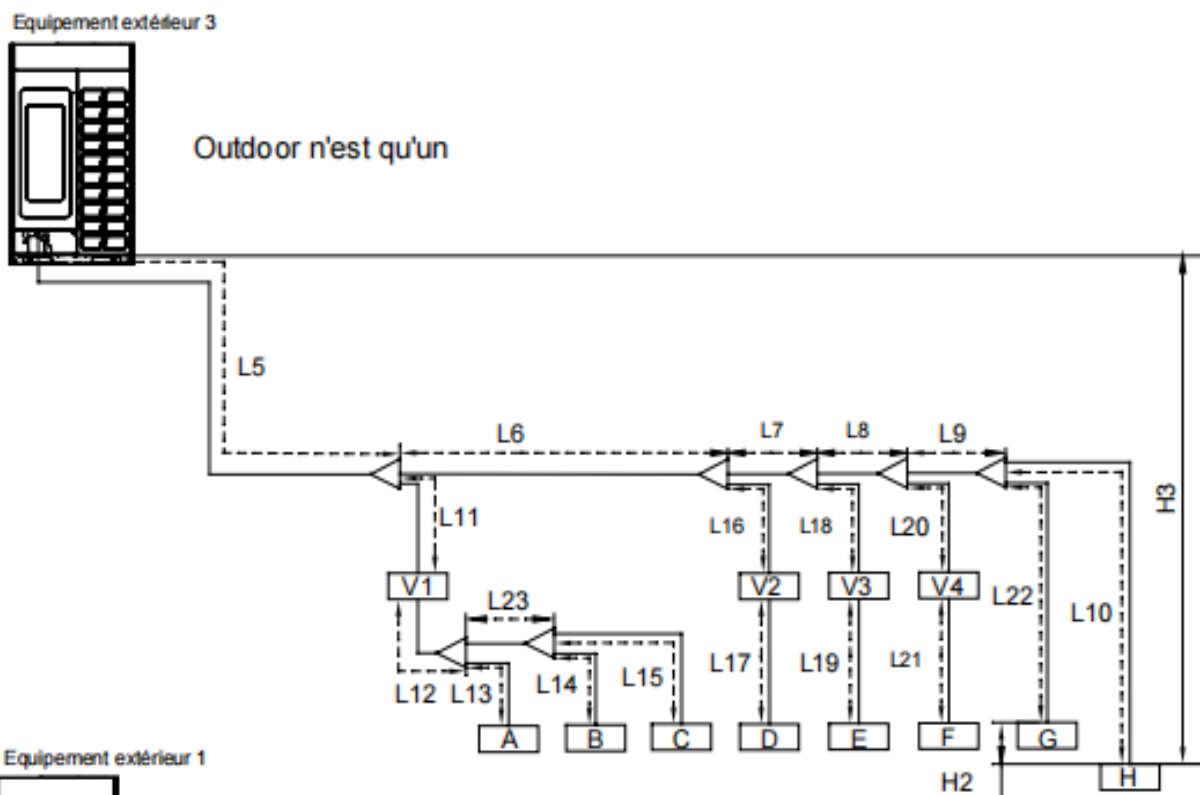 Equipement extérieur 3
Outdoor n'est qu'un
L5
L6
L7
L8
L9
L11
L16
L18
L20
H3
V1
V2
V3
V4
L23
L22
L10
L12
L13
L14
L15
L17
L19
L21
A
B
C
D
E
F
G
H
H2
Equipement extérieur 1